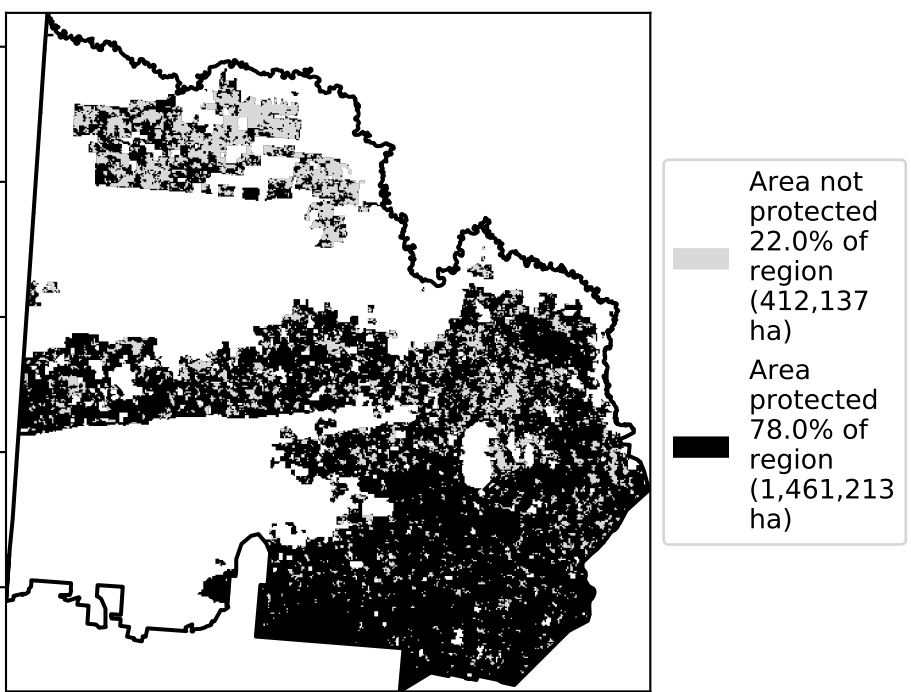 Area not
protected
22.0% of
region
(412,137
ha)
Area
protected
78.0% of
region
(1,461,213
ha)